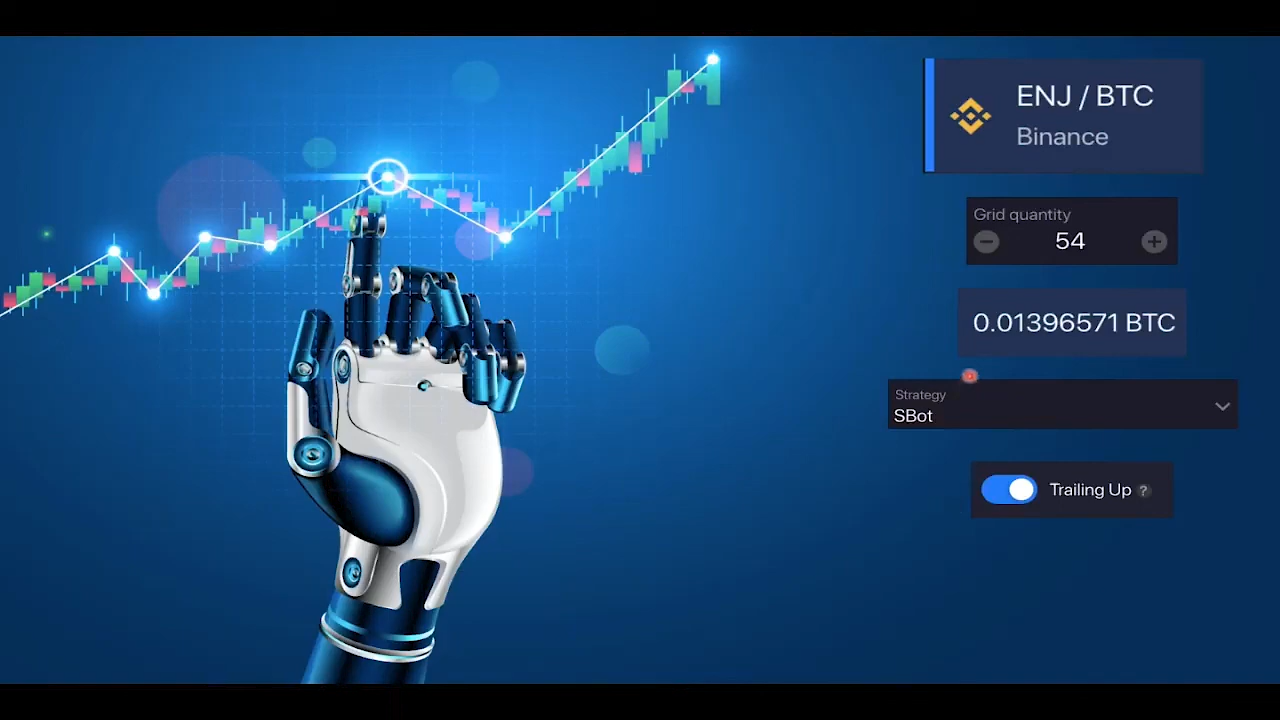 ENJ / BTC
Binance
Grid quantity
54
0.01396571 BTC
Strategy
SBot
Trailing Up ?